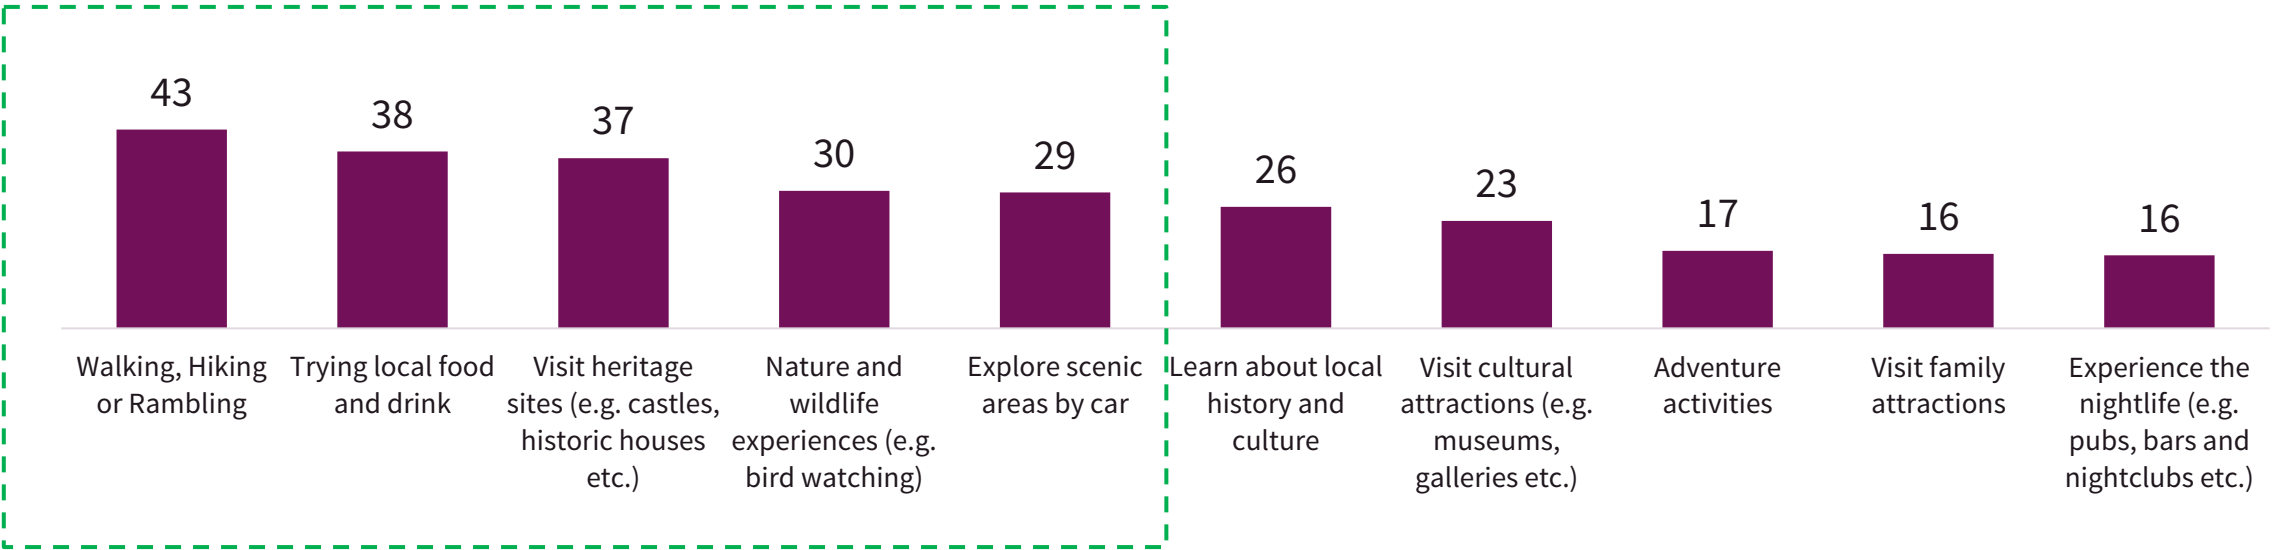 43
38
37
30
29
26
23
17
16
16
Walking, Hiking
or Rambling
Trying local food
and drink
Visit heritage
sites (e.g. castles,
historic houses
etc.)
Nature and
wildlife
experiences (e.g.
bird watching)
Explore scenic
areas by car
Learn about local
history and
culture
Visit cultural
attractions (e.g.
museums,
galleries etc.)
Adventure
activities
Visit family
attractions
Experience the
nightlife (e.g.
pubs, bars and
nightclubs etc.)